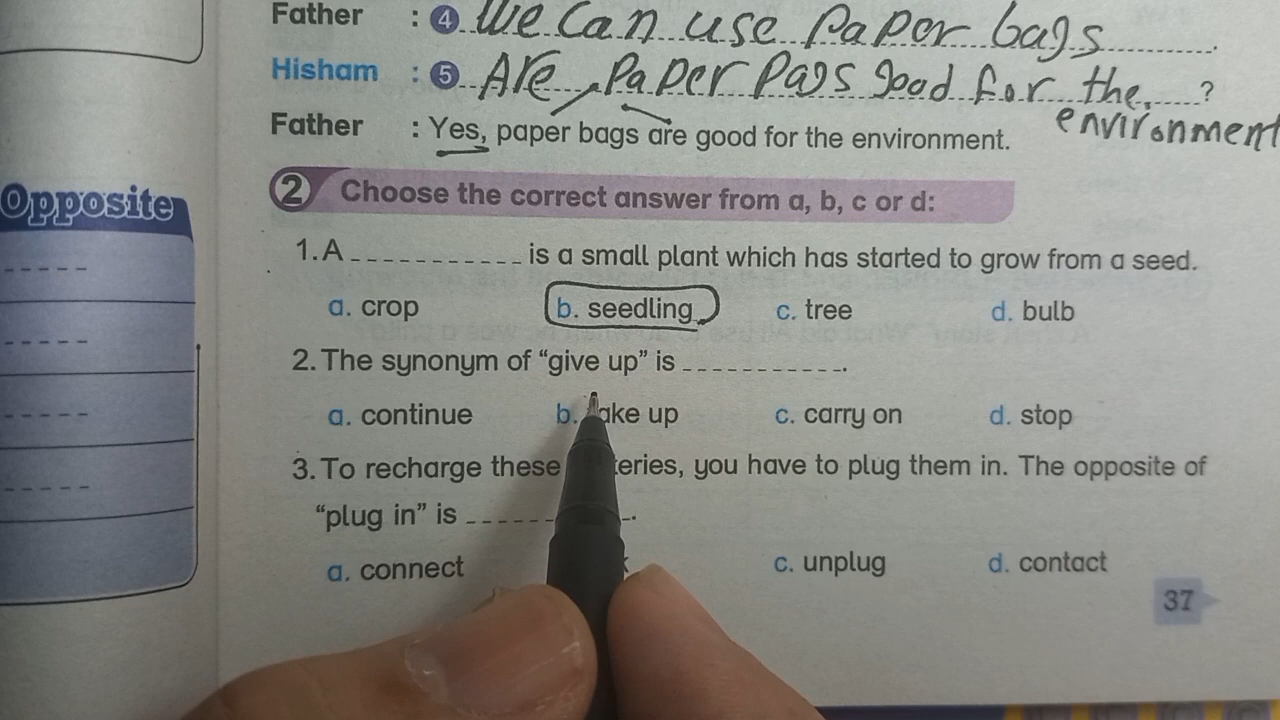 Father : 4 We can use paper bags.
Hisham : 5 Are paper pags good for the environment ?
Father : Yes, paper bags are good for the environment.
Opposite
2 Choose the correct answer from a, b, c or d:
1. A ----------- is a small plant which has started to grow from a seed.
a. crop b. seedling c. tree d. bulb
2. The synonym of “give up” is -----------.
a. continue b. ake up c. carry on d. stop
3. To recharge these teries, you have to plug them in. The opposite of
“plug in” is -----------.
a. connect c. unplug d. contact
37